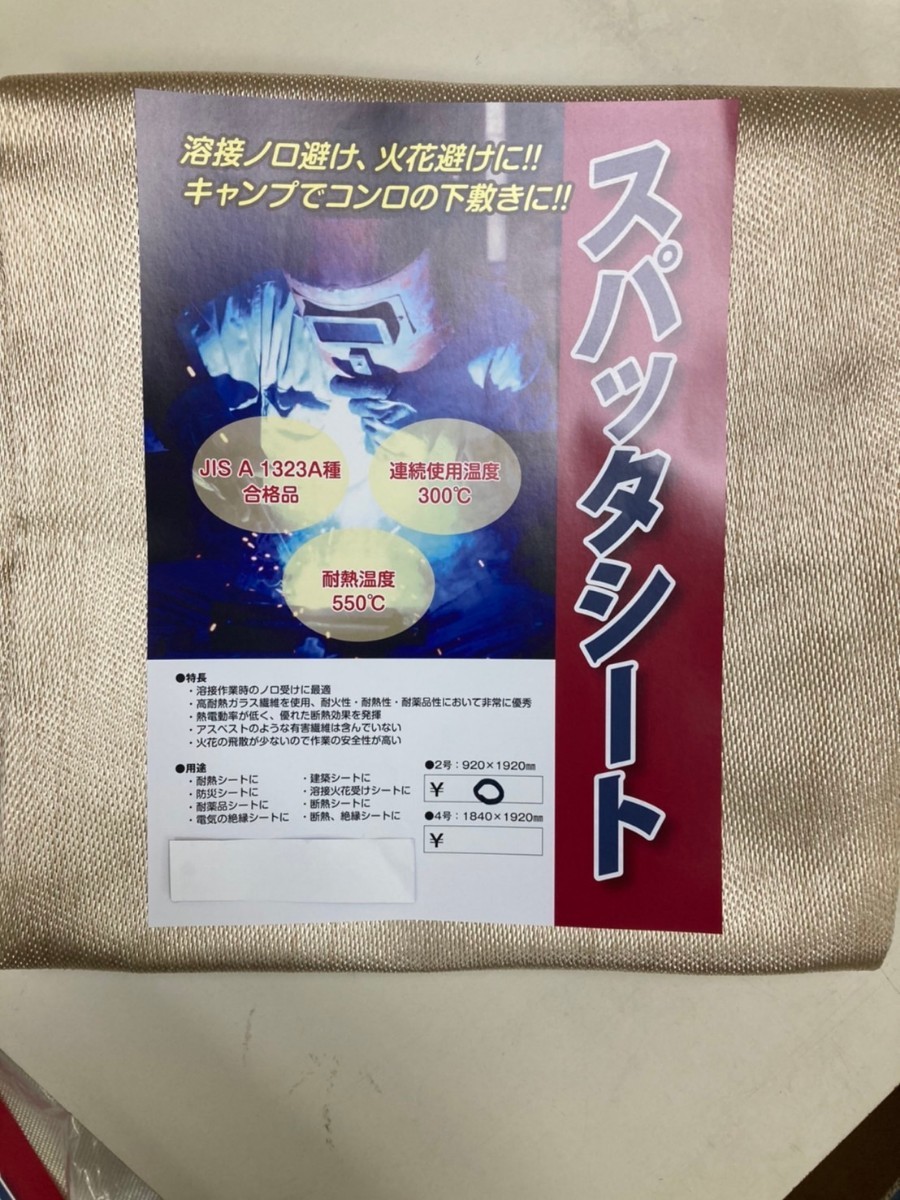 溶接ノロ避け、火花避けに!!
キャンプでコンロの下敷きに!!
スパッタシート
JIS A 1323A種
合格品
連続使用温度
300℃
耐熱温度
550℃
●特長
・溶接作業時のノロ受けに最適
・高耐熱ガラス繊維を使用、耐火性・耐熱性・耐薬品性において非常に優秀
・熱電動率が低く、優れた断熱効果を発揮
・アスベストのような有害繊維は含んでいない
・火花の飛散が少ないので作業の安全性が高い
●用途
・耐熱シートに
・防災シートに
・耐薬品シートに
・電気の絶縁シートに
・建築シートに
・溶接火花受けシートに
・断熱シートに
・断熱、絶縁シートに
●2号：920×1920㎜
¥ ○
●4号：1840×1920㎜
¥